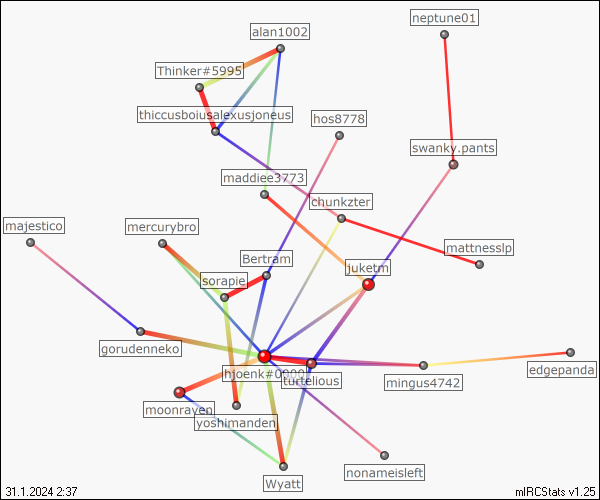 neptune01
alan1002
Thinker#5995
thiccusboiusalexusjoneus
hos8778
swanky.pants
maddiee3773
chunkzter
majestico
mercurybro
mattnesslp
Bertram
juketm
sorapie
gorudenneko
hjoenk#0000
turtelious
mingus4742
edgepanda
moonraven
yoshimanden
Wyatt
nonameisleft
31.1.2024 2:37
mIRCStats v1.25